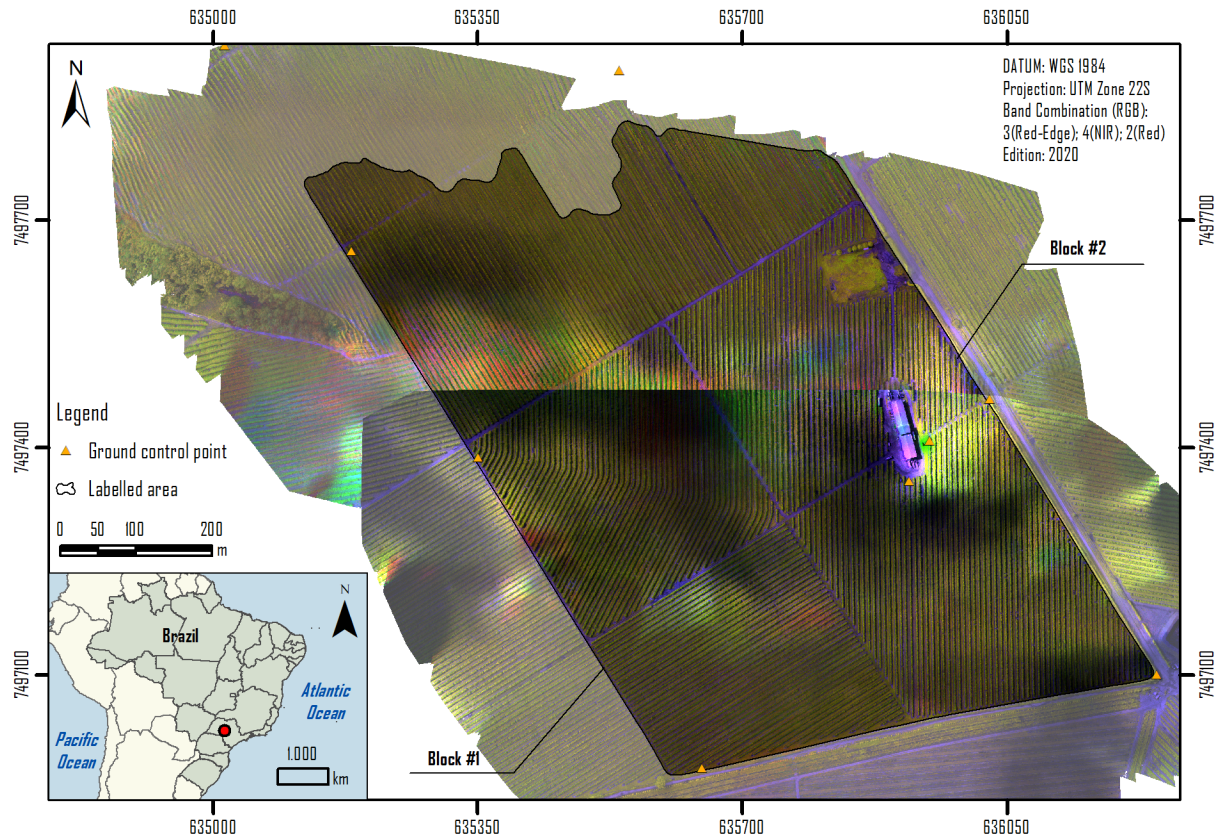 635000
635350
635700
636050
N
DATUM: WGS 1984
Projection: UTM Zone 22S
Band Combination (RGB):
3(Red-Edge); 4(NIR); 2(Red)
Edition: 2020
7497700
7497700
Block #2
Legend
Ground control point
Labelled area
7497400
7497400
0 50 100 200
m
N
Brazil
Atlantic
Ocean
Pacific
Ocean
1.000
km
Block #1
7497100
7497100
635000
635350
635700
636050